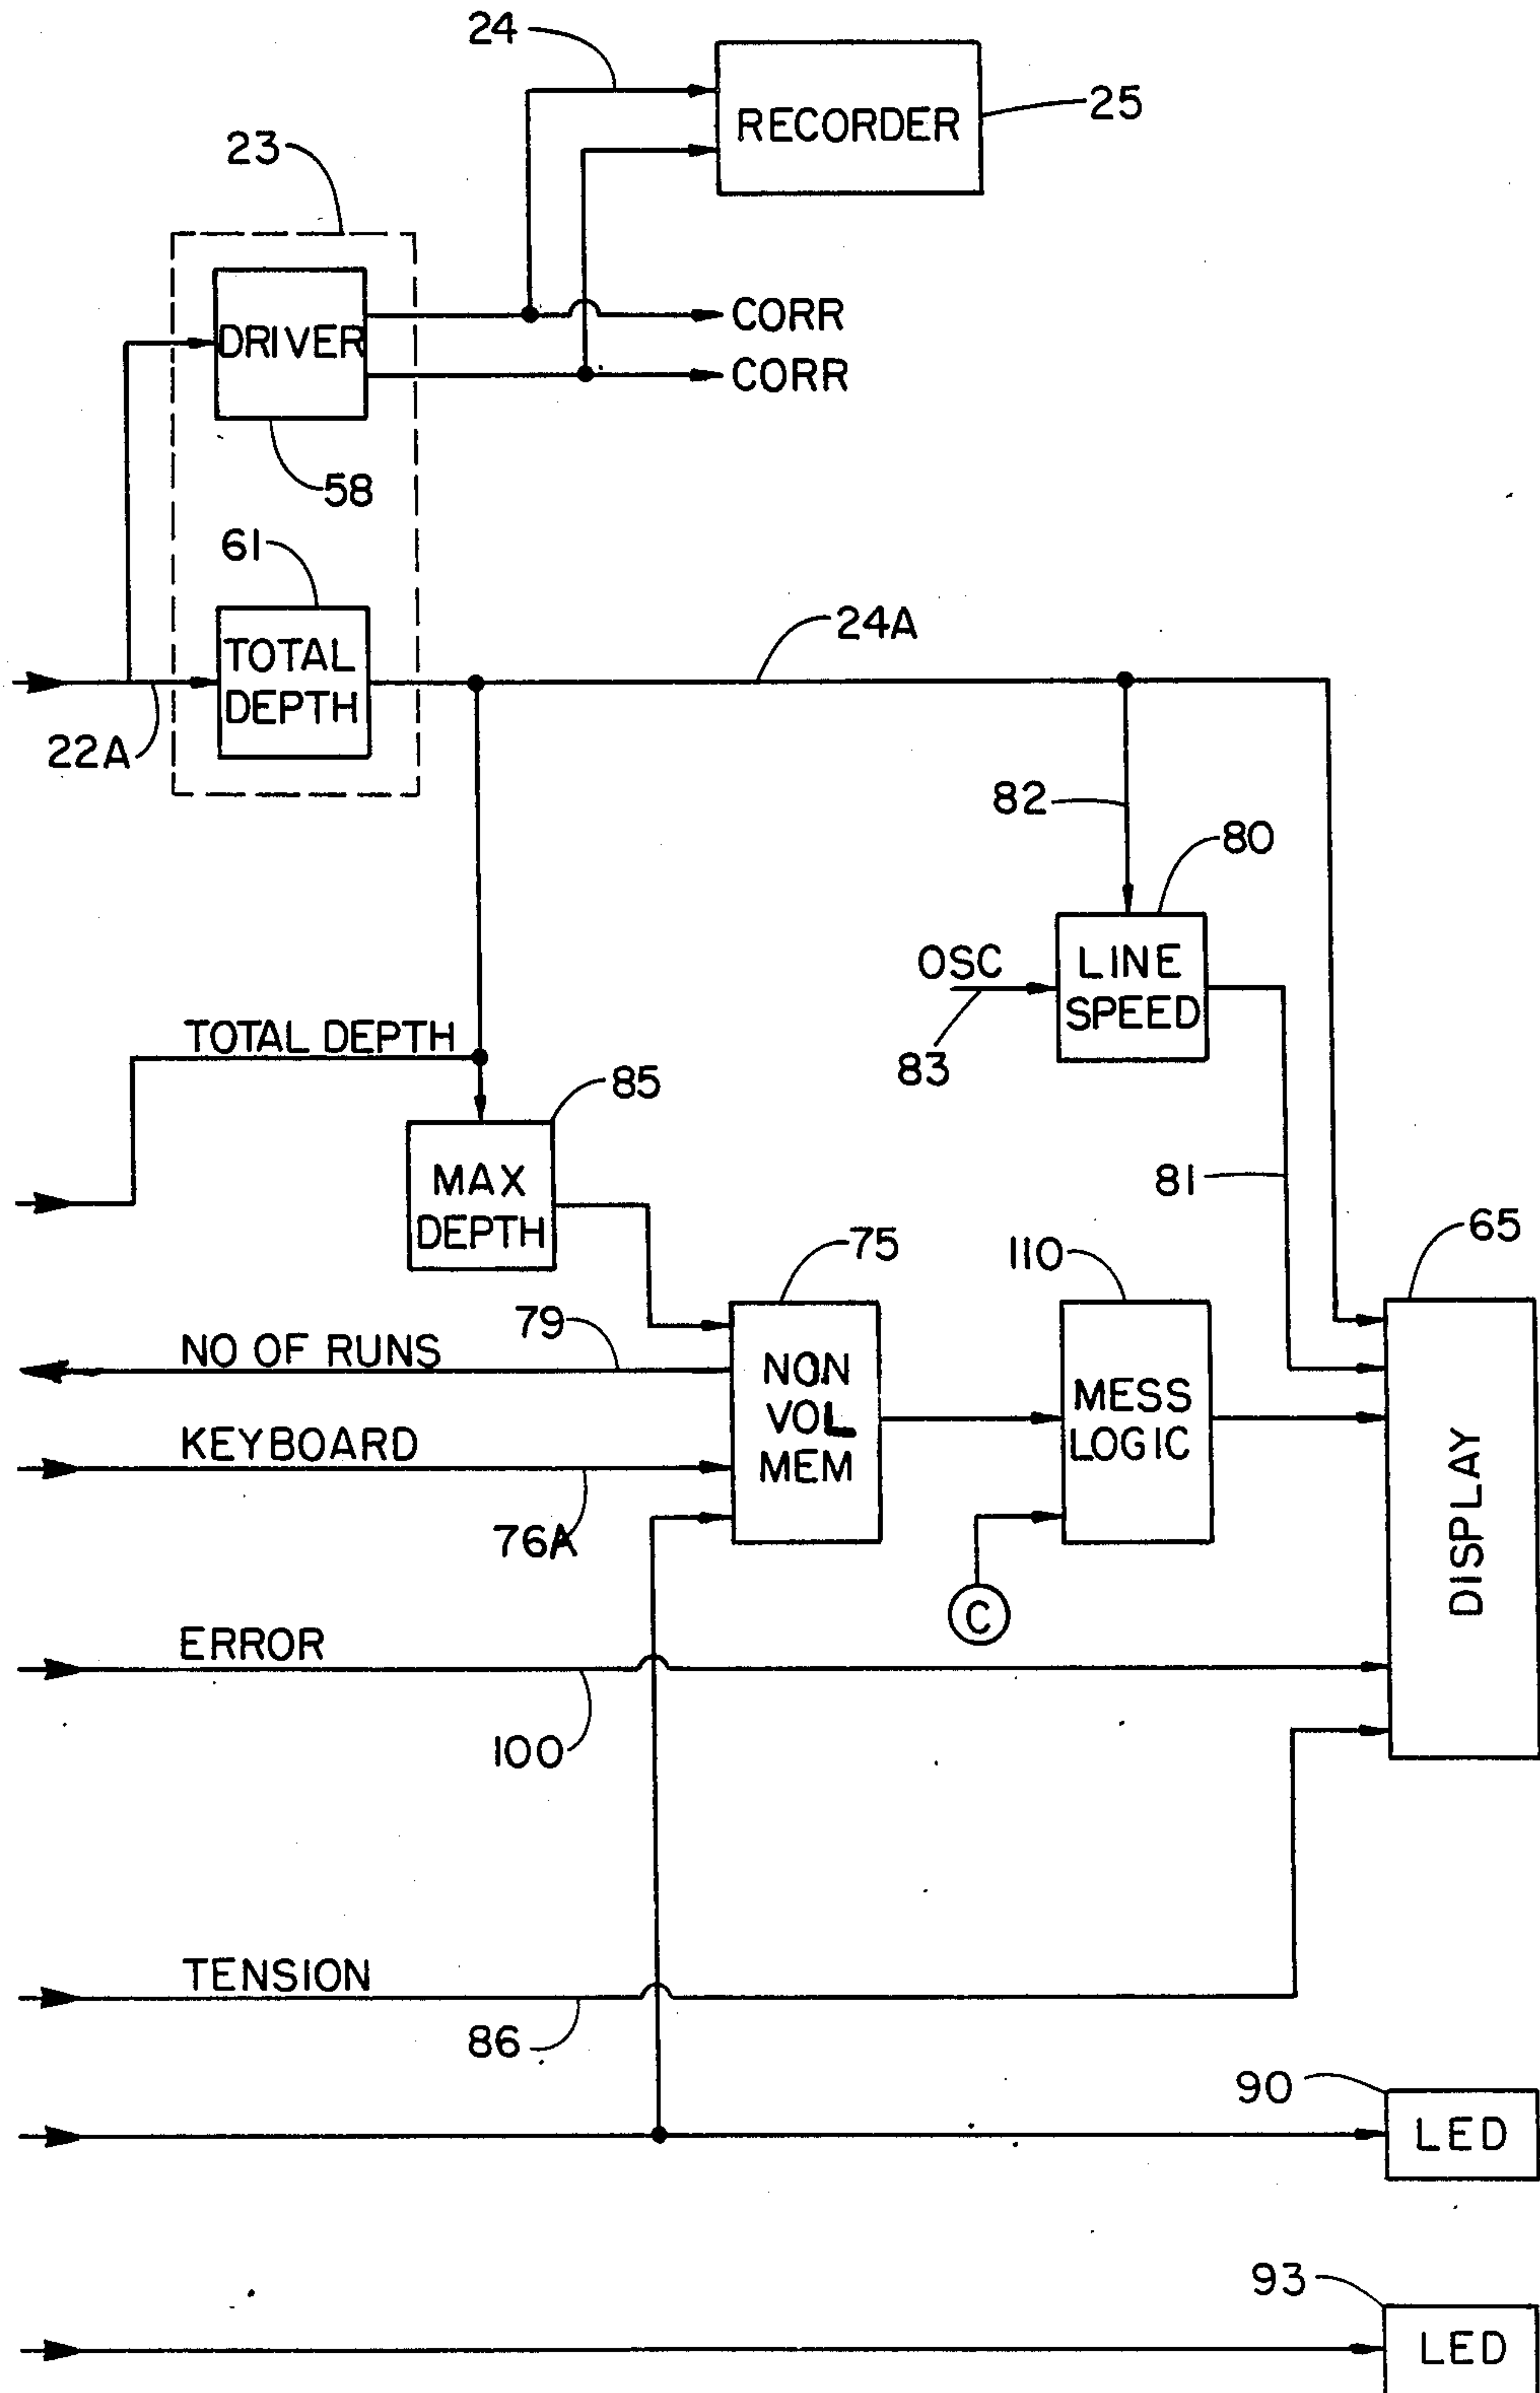 24
RECORDER
25
23
DRIVER
CORR
CORR
58
61
TOTAL
DEPTH
24A
22A
82
80
OSC
LINE
SPEED
83
TOTAL DEPTH
85
MAX
DEPTH
81
65
75
110
79
NO OF RUNS
NON
VOL
MEM
MESS
LOGIC
KEYBOARD
76A
DISPLAY
C
ERROR
100
TENSION
86
90
LED
93
LED